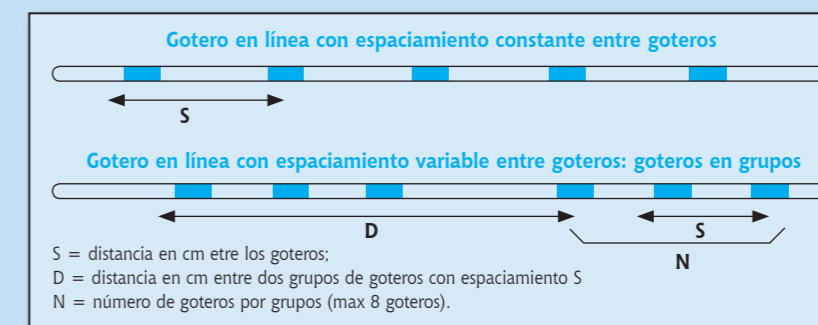 Gotero en línea con espaciamiento constante entre goteros
S
Gotero en línea con espaciamiento variable entre goteros: goteros en grupos
D
S
N
S = distancia en cm etre los goteros;
D = distancia en cm entre dos grupos de goteros con espaciamiento S
N = número de goteros por grupos (max 8 goteros).